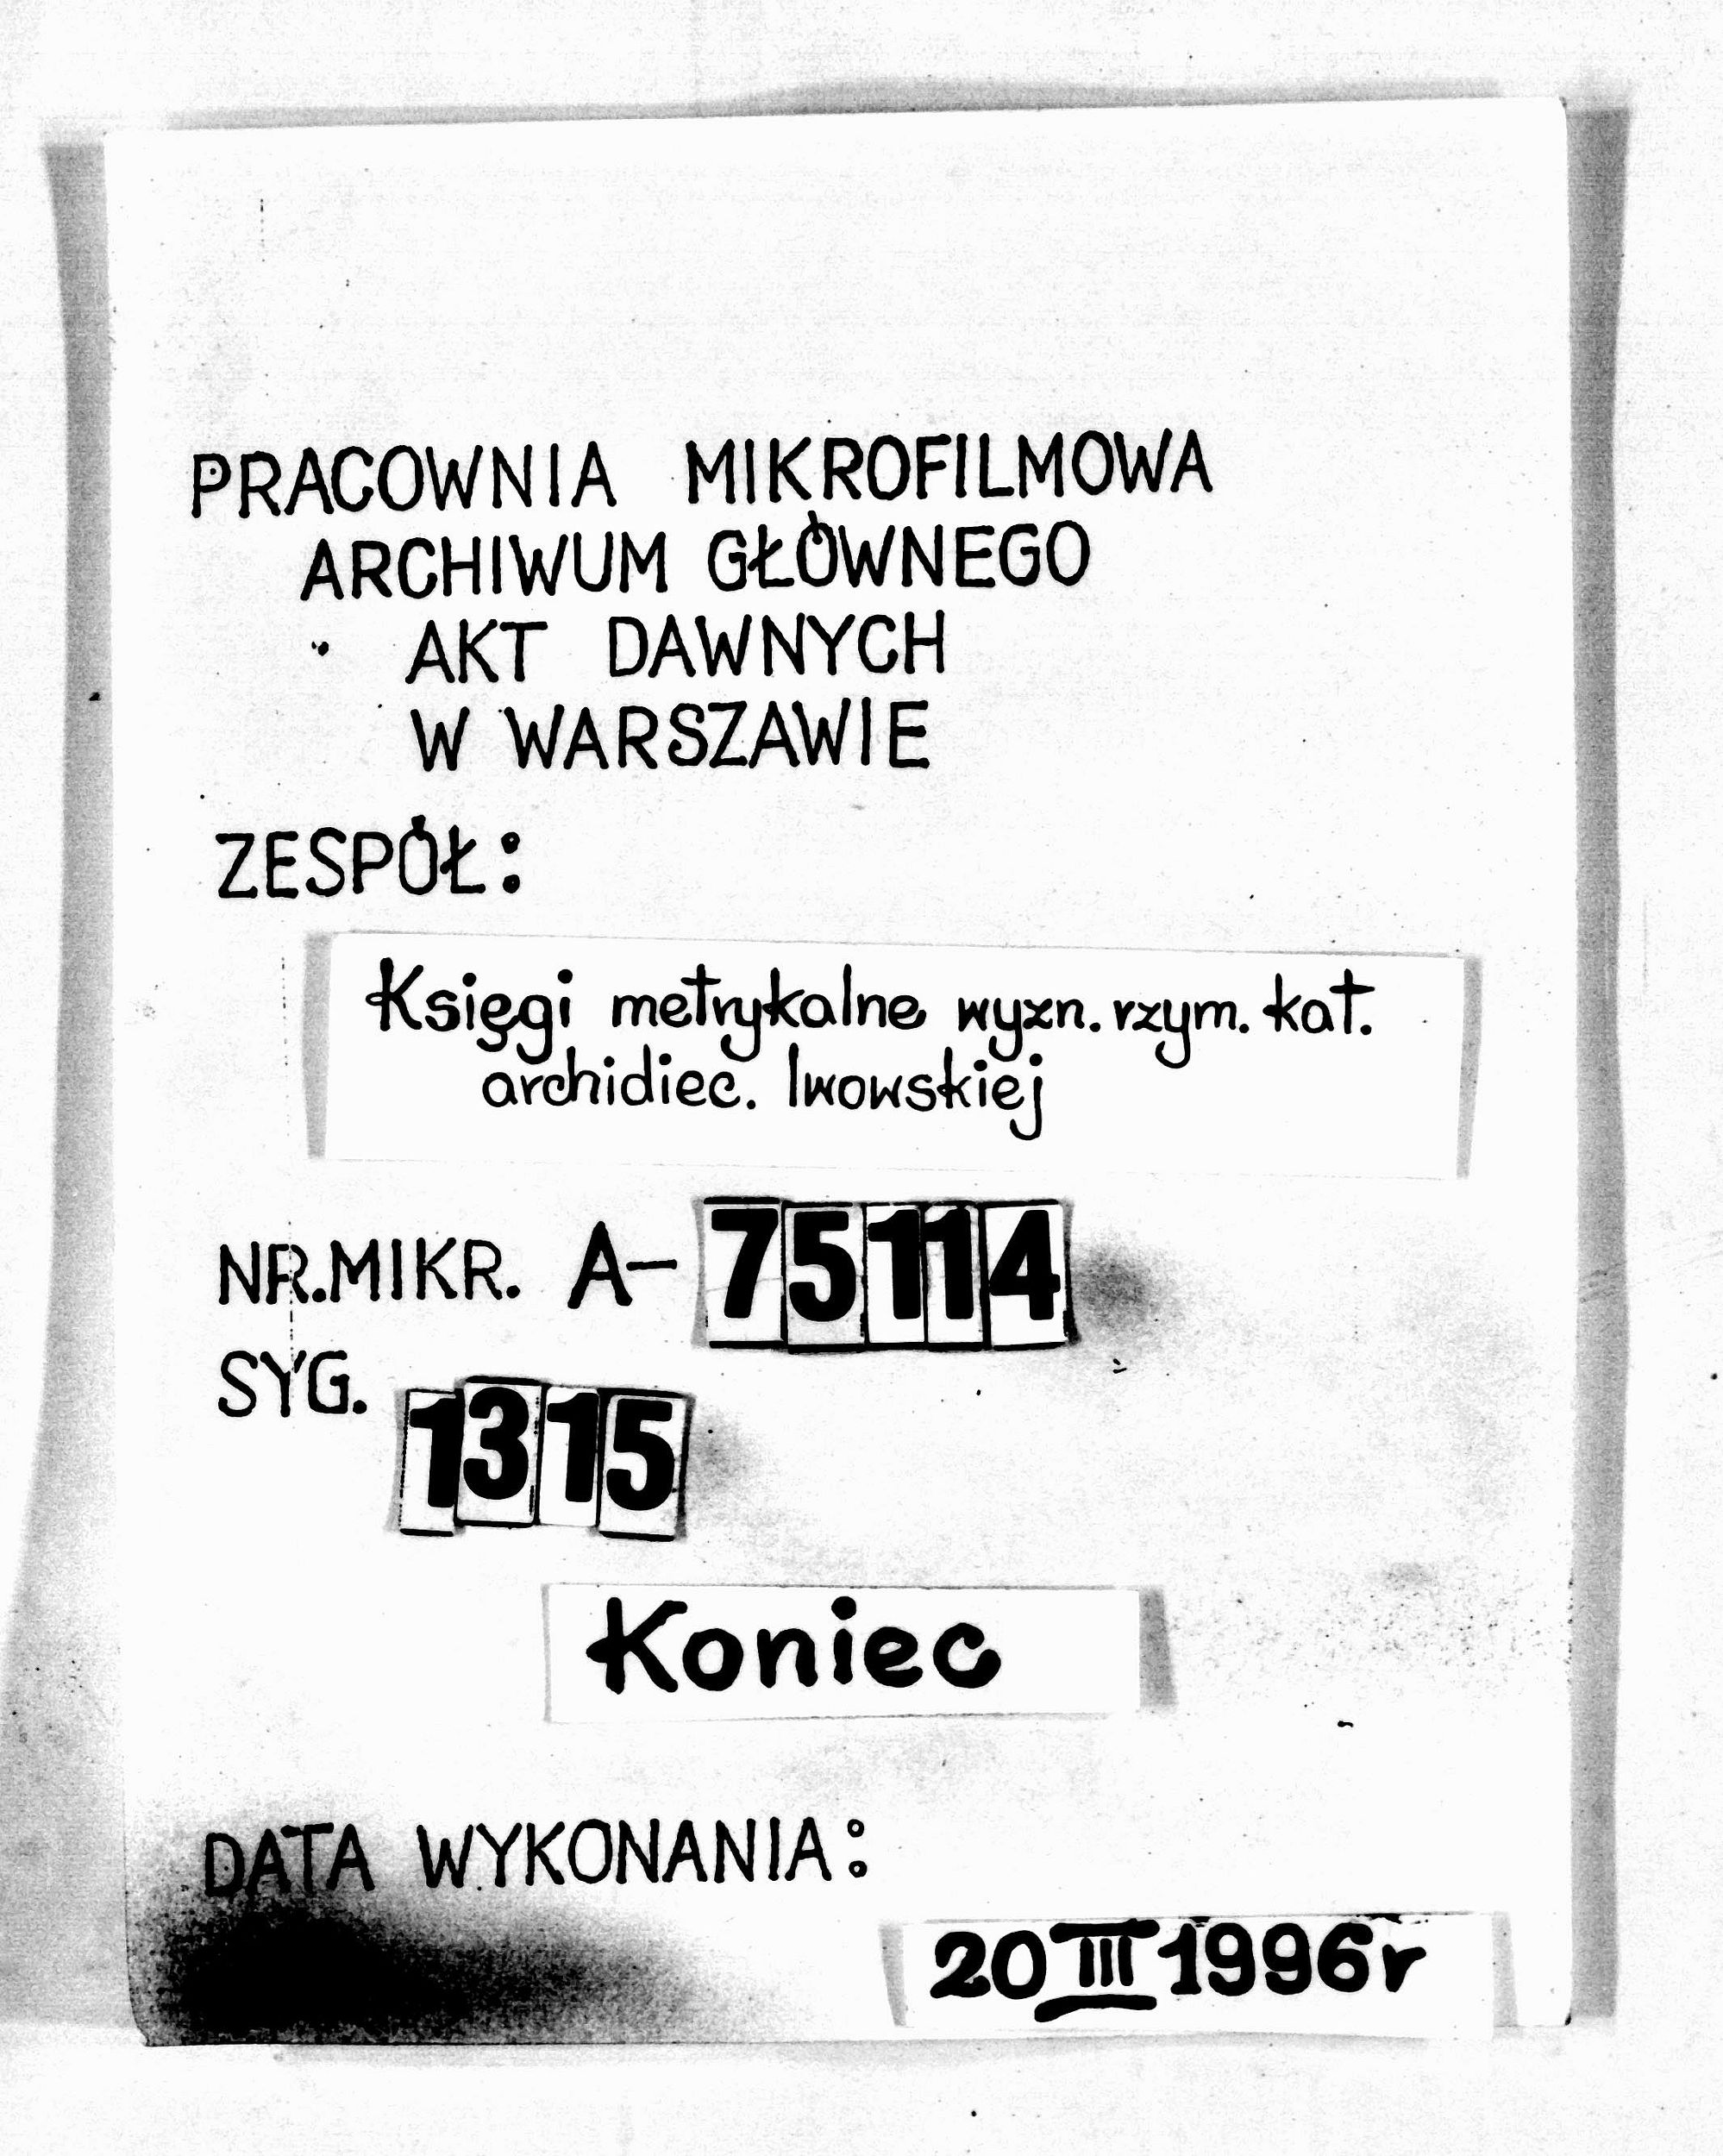 PRACOWNIA MIKROFILMOWA
ARCHIWUM GŁÓWNEGO
AKT DAWNYCH
W WARSZAWIE
ZESPÓŁ:
Księgi metrykalne wyzn. rzym. kat.
archidiec. lwowskiej
NR.MIKR. A-75114
SYG. 1315
Koniec
DATA WYKONANIA:
20 III 1996r